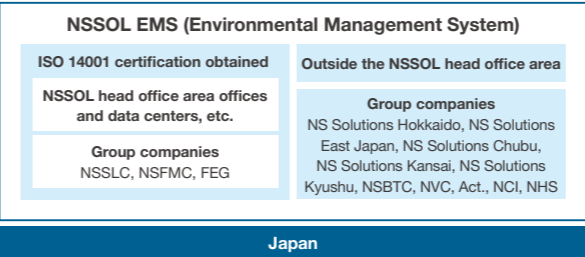 NSSOL EMS (Environmental Management System)
ISO 14001 certification obtained
NSSOL head office area offices
and data centers, etc.
Group companies
NSSLC, NSFMC, FEG
Outside the NSSOL head office area
Group companies
NS Solutions Hokkaido, NS Solutions
East Japan, NS Solutions Chubu,
NS Solutions Kansai, NS Solutions
Kyushu, NSBTC, NVC, Act., NCI, NHS
Japan